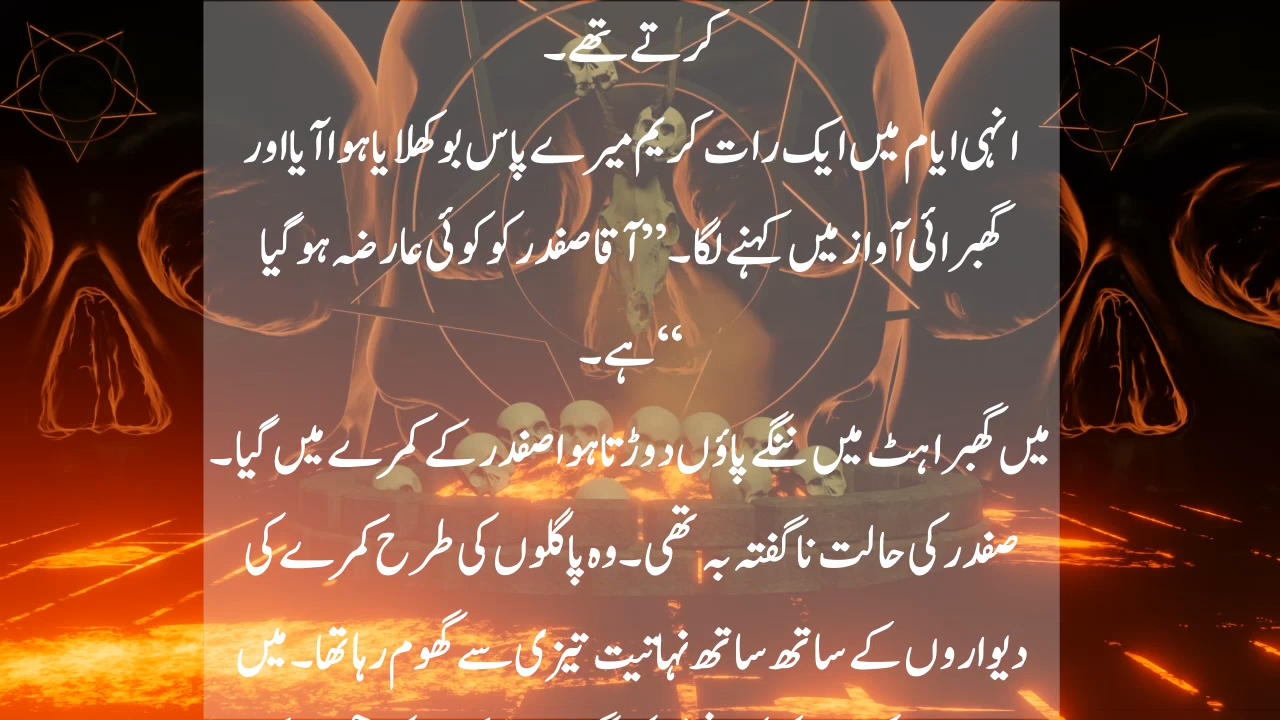 کرتے تھے۔
انہی ایام میں ایک رات کریم میرے پاس بوکھلایا ہوا آیا اور
گھبرائی آواز میں کہنے لگا۔”آقا صفدر کو کوئی عارضہ ہو گیا
“ہے۔
میں گھبراہٹ میں ننگے پاؤں دوڑتا ہوا صفدر کے کمرے میں گیا۔
صفدر کی حالت ناگفتہ بہ تھی۔ وہ پاگلوں کی طرح کمرے کی
دیواروں کے ساتھ ساتھ نہائیت تیزی سے گھوم رہا تھا۔ میں